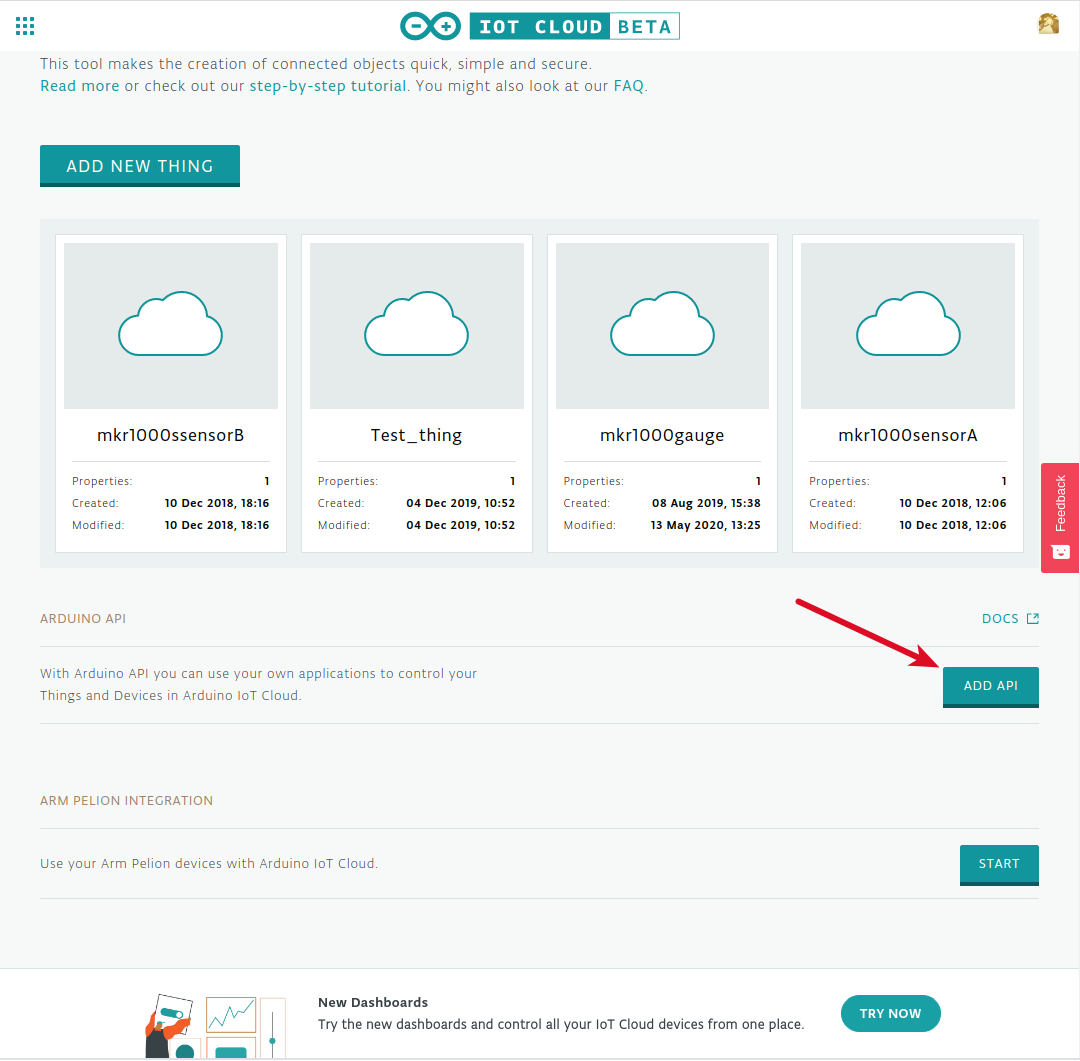 IOT CLOUD BETA
This tool makes the creation of connected objects quick, simple and secure.
Read more or check out our step-by-step tutorial. You might also look at our FAQ.
ADD NEW THING
mkr1000ssensorB
Properties: 1
Created: 10 Dec 2018, 18:16
Modified: 10 Dec 2018, 18:16
Test_thing
Properties: 1
Created: 04 Dec 2019, 10:52
Modified: 04 Dec 2019, 10:52
mkr1000gauge
Properties: 1
Created: 08 Aug 2019, 15:38
Modified: 13 May 2020, 13:25
mkr1000sensorA
Properties: 1
Created: 10 Dec 2018, 12:06
Modified: 10 Dec 2018, 12:06
Feedback
ARDUINO API
DOCS
With Arduino API you can use your own applications to control your
Things and Devices in Arduino IoT Cloud.
ADD API
ARM PELION INTEGRATION
Use your Arm Pelion devices with Arduino IoT Cloud.
START
New Dashboards
Try the new dashboards and control all your IoT Cloud devices from one place.
TRY NOW